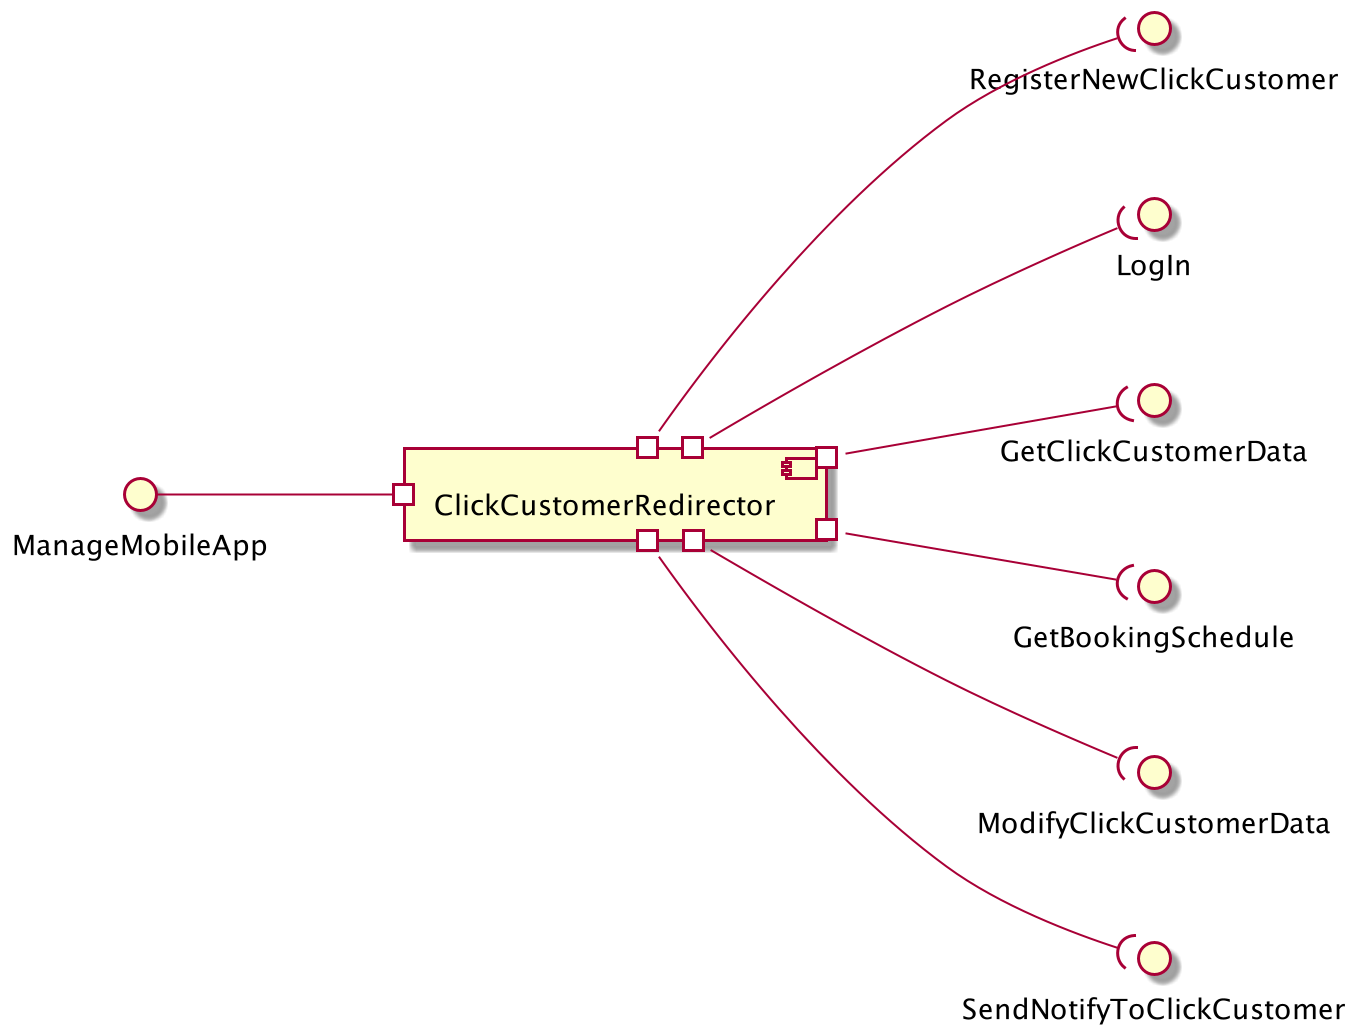 RegisterNewClickCustomer
LogIn
GetClickCustomerData
ClickCustomerRedirector
ManageMobileApp
GetBookingSchedule
ModifyClickCustomerData
SendNotifyToClickCustomer